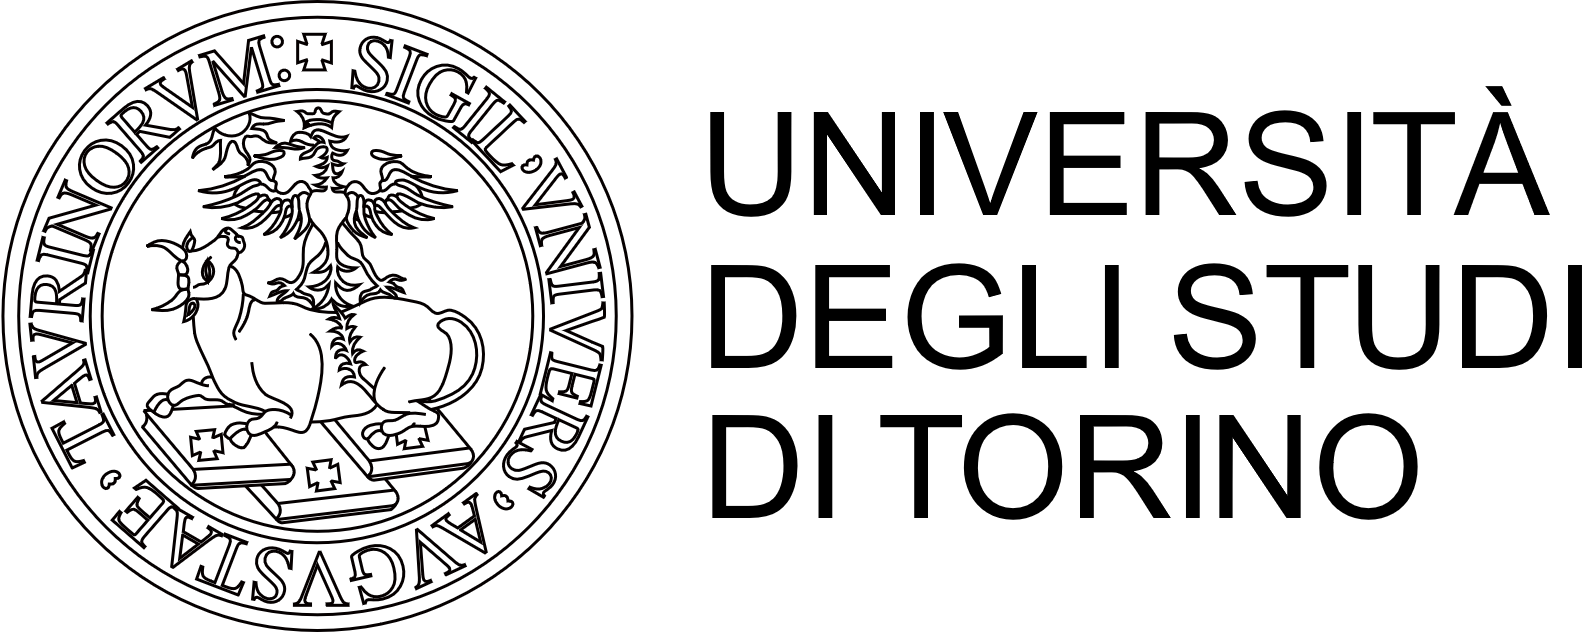 SIGIL · VNIVERS · AVGVSTAE · TAVRINORVM:
UNIVERSITÀ
DEGLI STUDI
DI TORINO